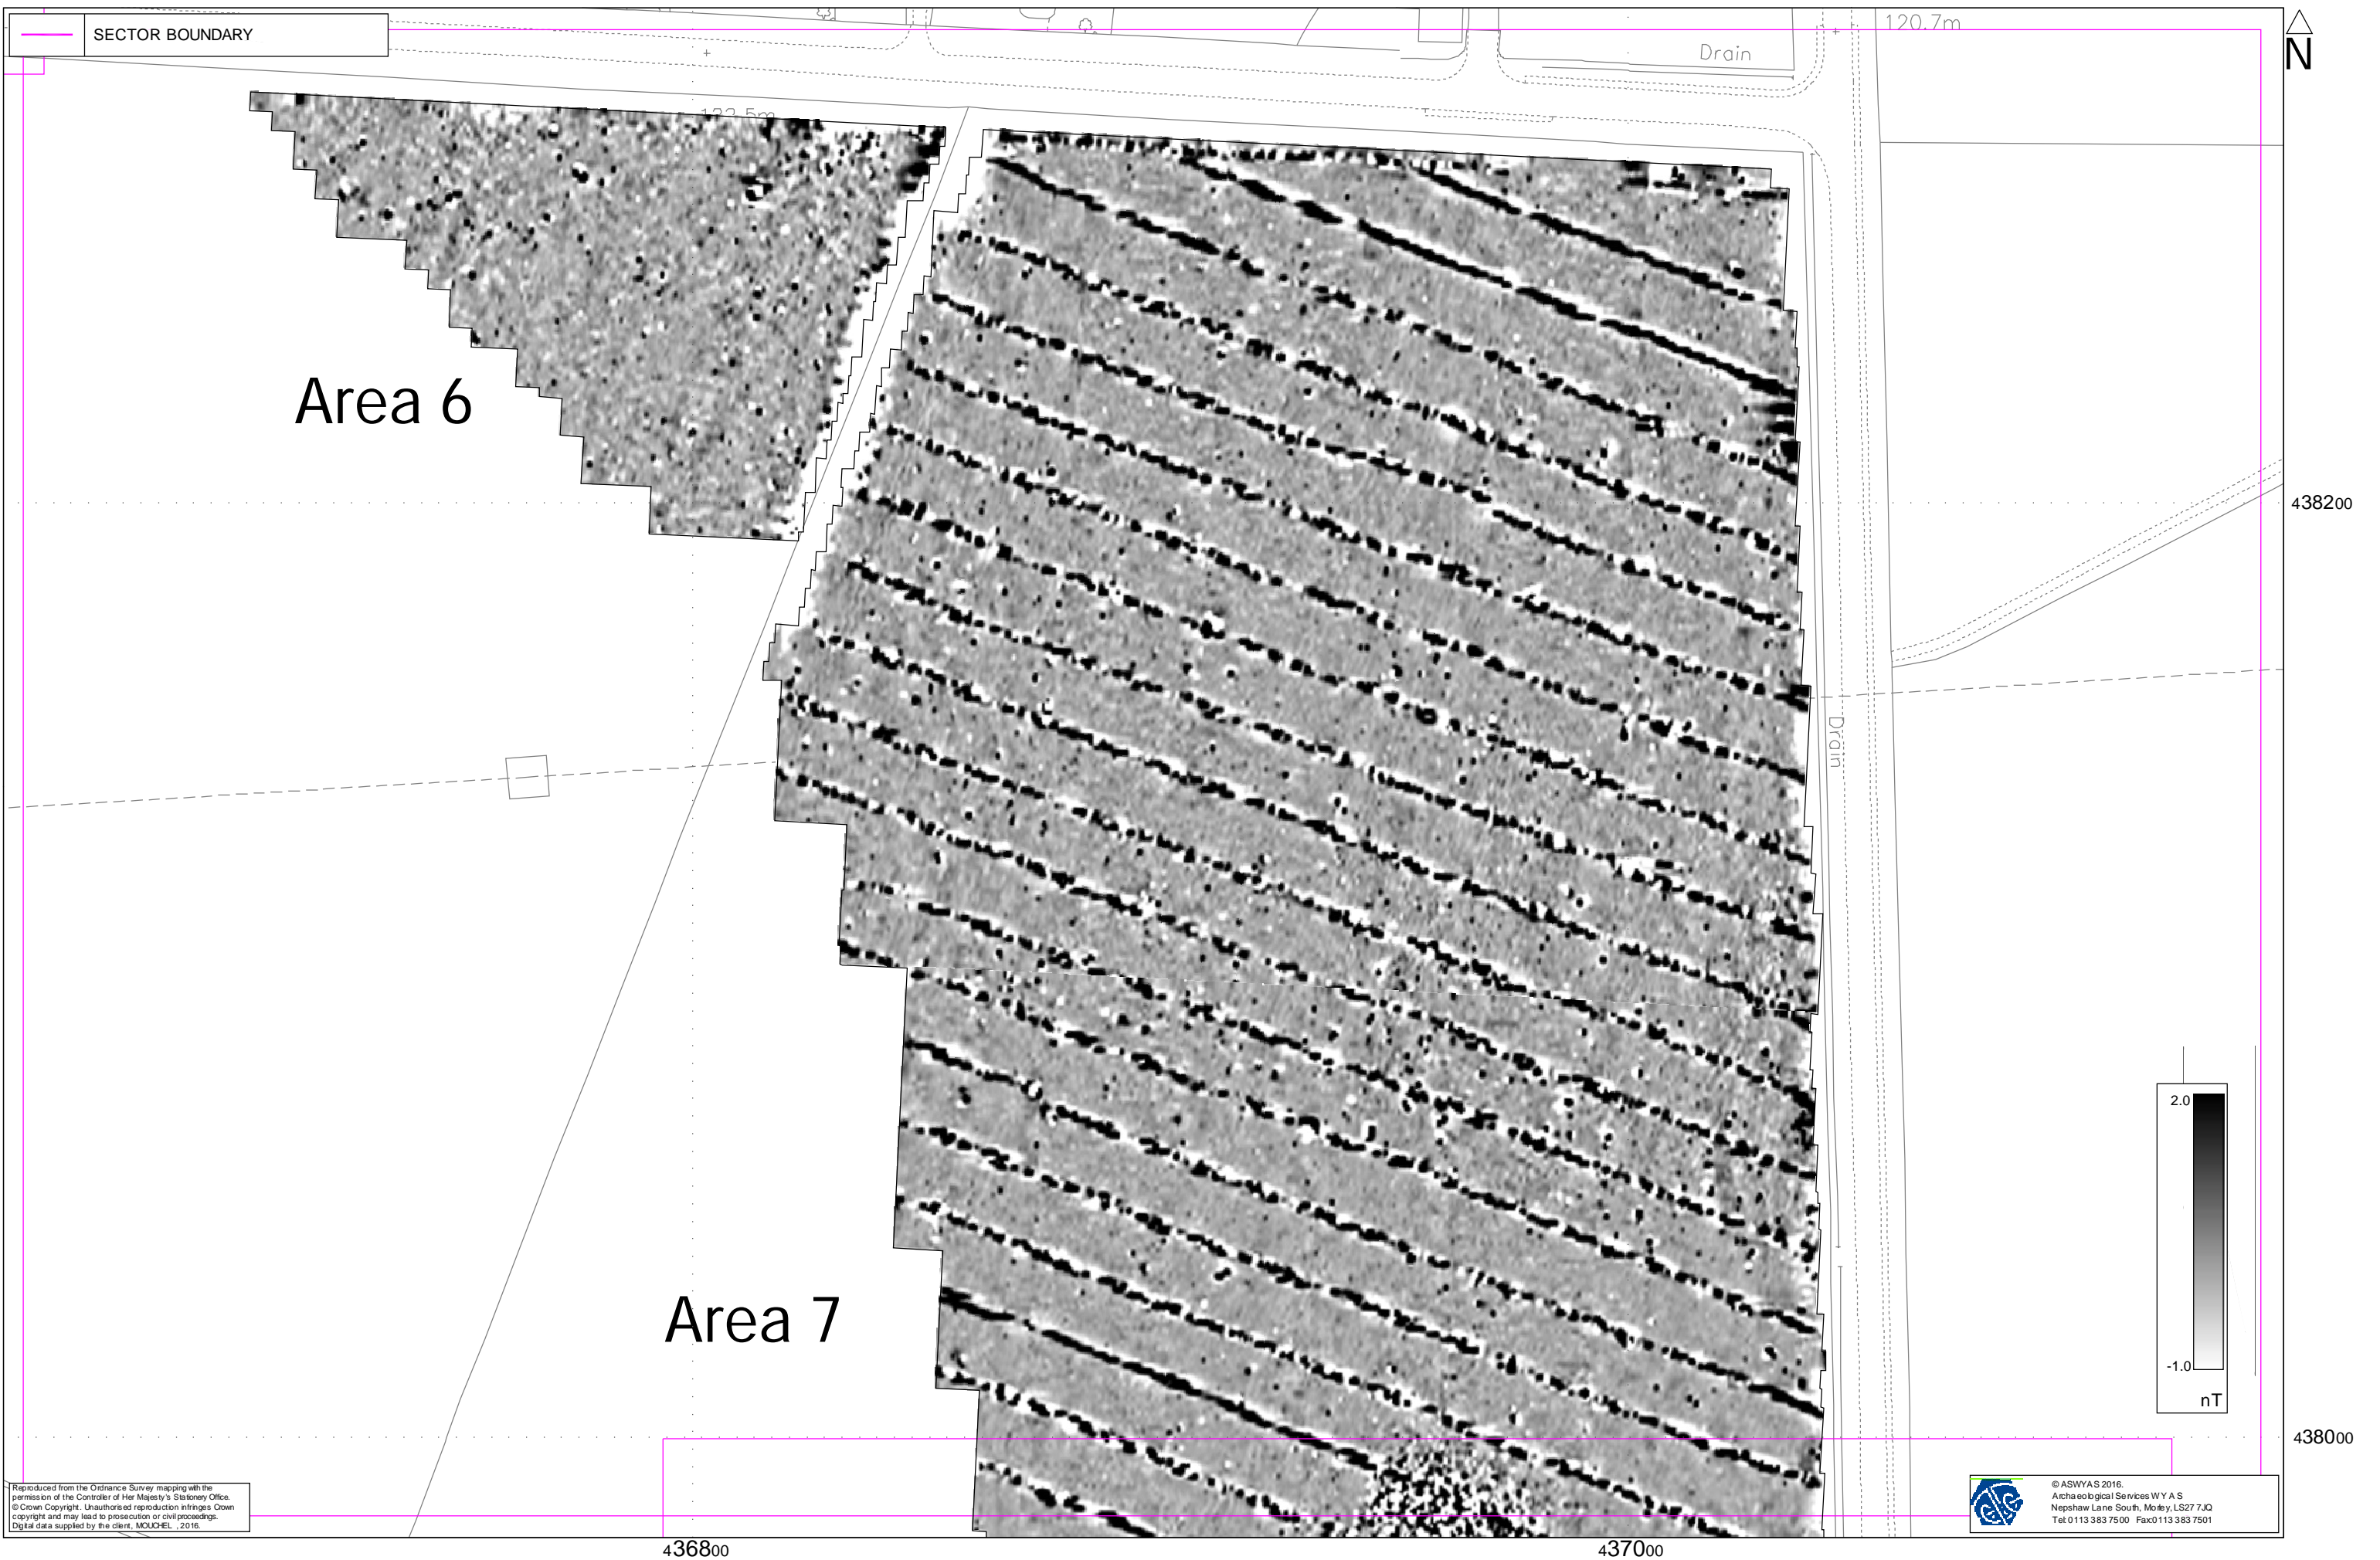 SECTOR BOUNDARY
120.7m
N
Drain
122.5m
Area 6
438200
Drain
2.0
-1.0
nT
Area 7
438000
Reproduced from the Ordnance Survey mapping with the
permission of the Controller of Her Majesty's Stationery Office.
© Crown Copyright. Unauthorised reproduction infringes Crown
copyright and may lead to prosecution or civil proceedings.
Digital data supplied by the client, MOUCHEL , 2016.
© ASWYAS 2016.
Archaeological Services W Y A S
Nepshaw Lane South, Morley, LS27 7JQ
Tel: 0113 383 7500 Fax:0113 383 7501
436800
437000